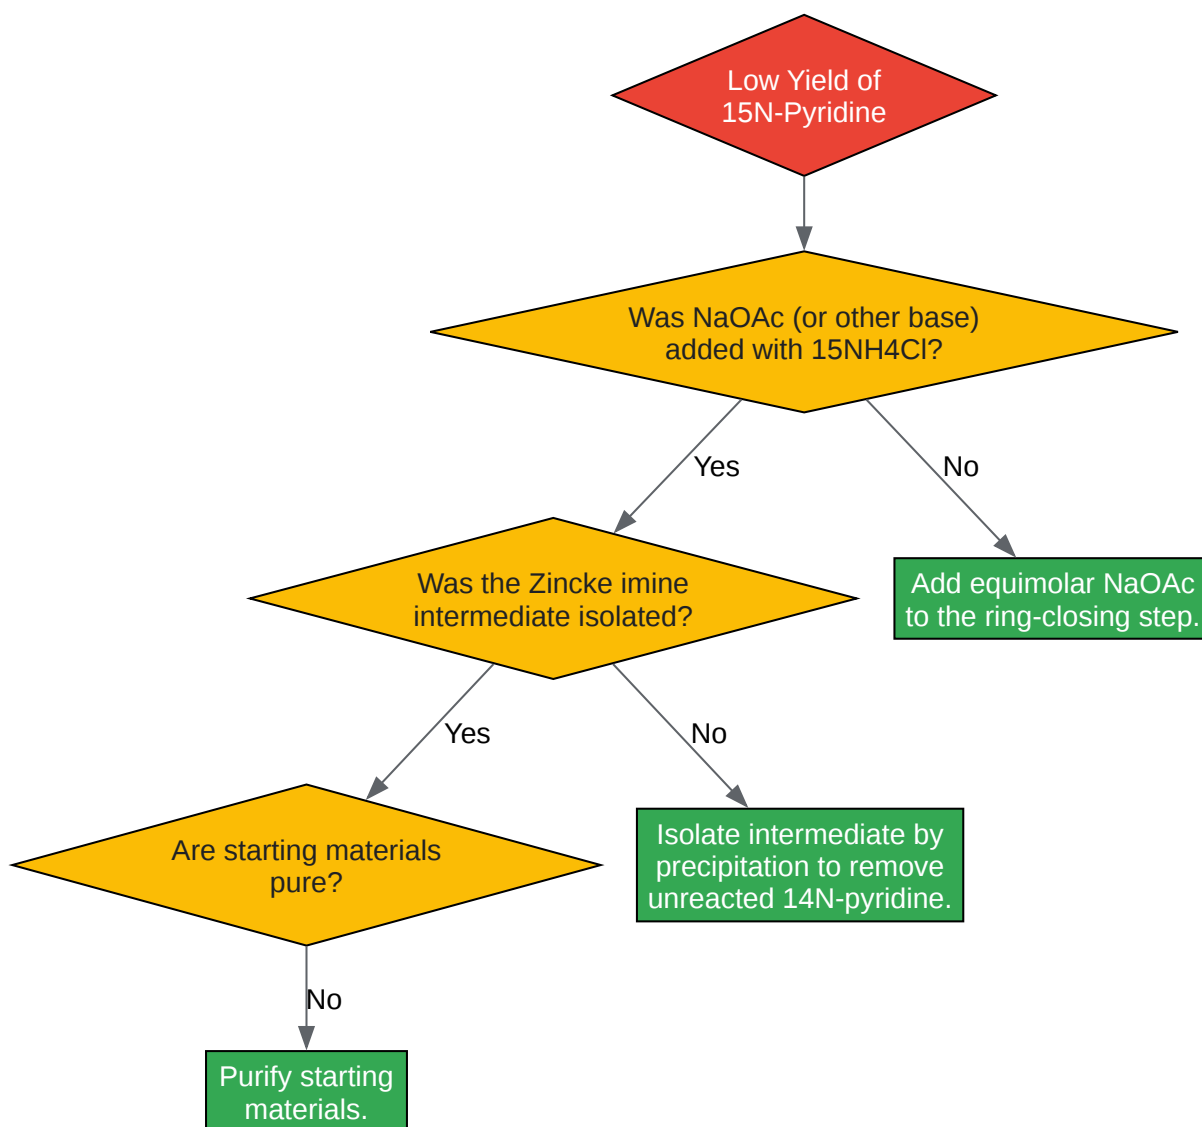 Low Yield of
15N-Pyridine
Was NaOAc (or other base)
added with 15NH4Cl?
Yes
No
Was the Zincke imine
intermediate isolated?
Add equimolar NaOAc
to the ring-closing step.
Yes
No
Are starting materials
pure?
Isolate intermediate by
precipitation to remove
unreacted 14N-pyridine.
No
Purify starting
materials.